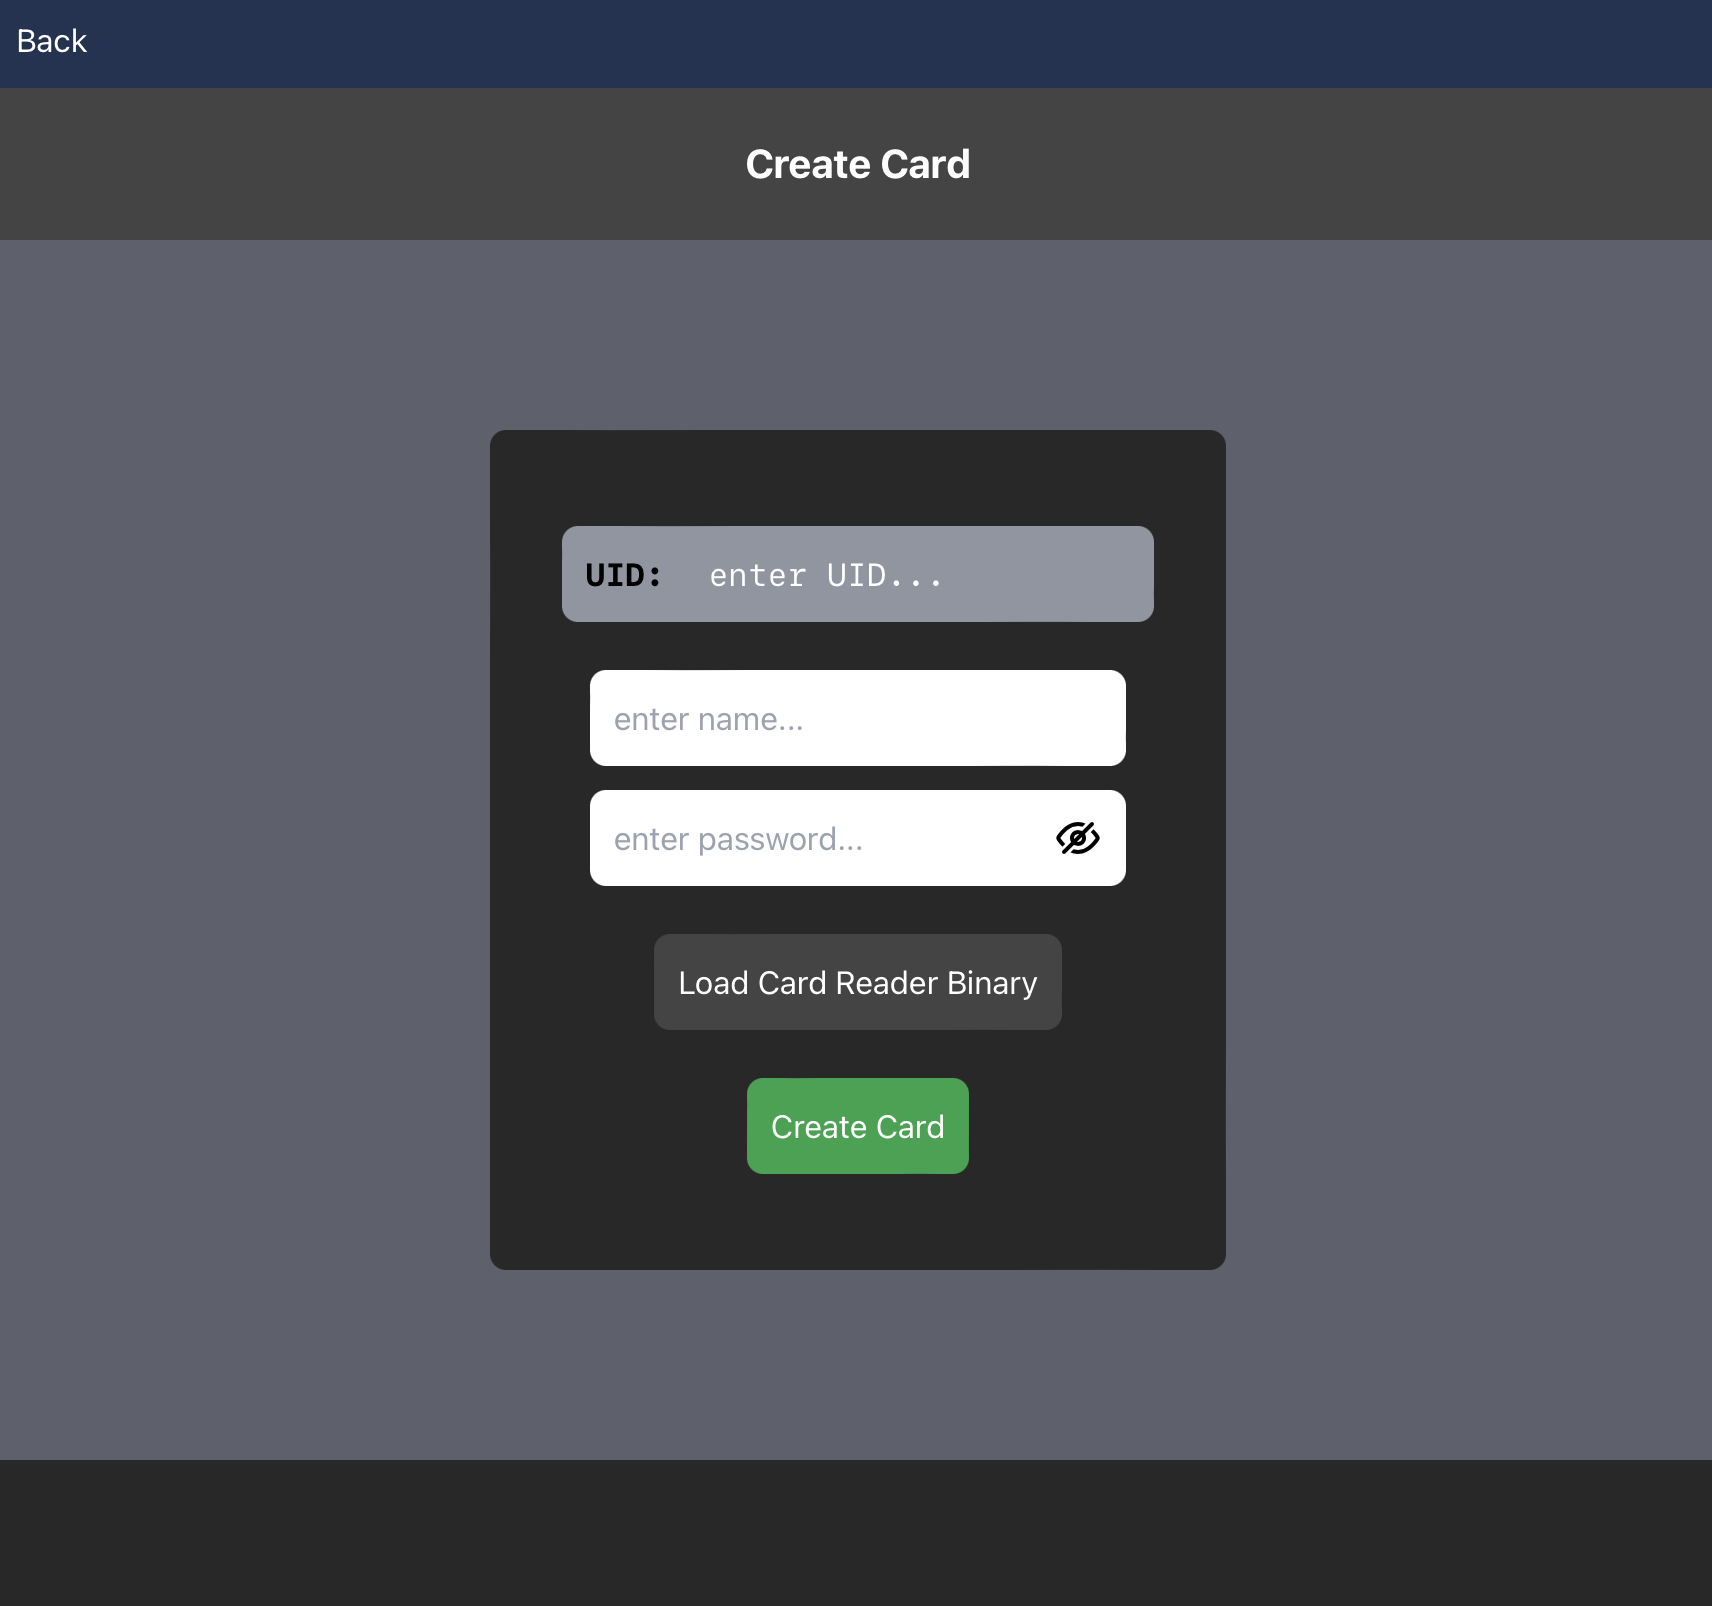 Back
Create Card
UID: enter UID...
enter name...
enter password...
Load Card Reader Binary
Create Card